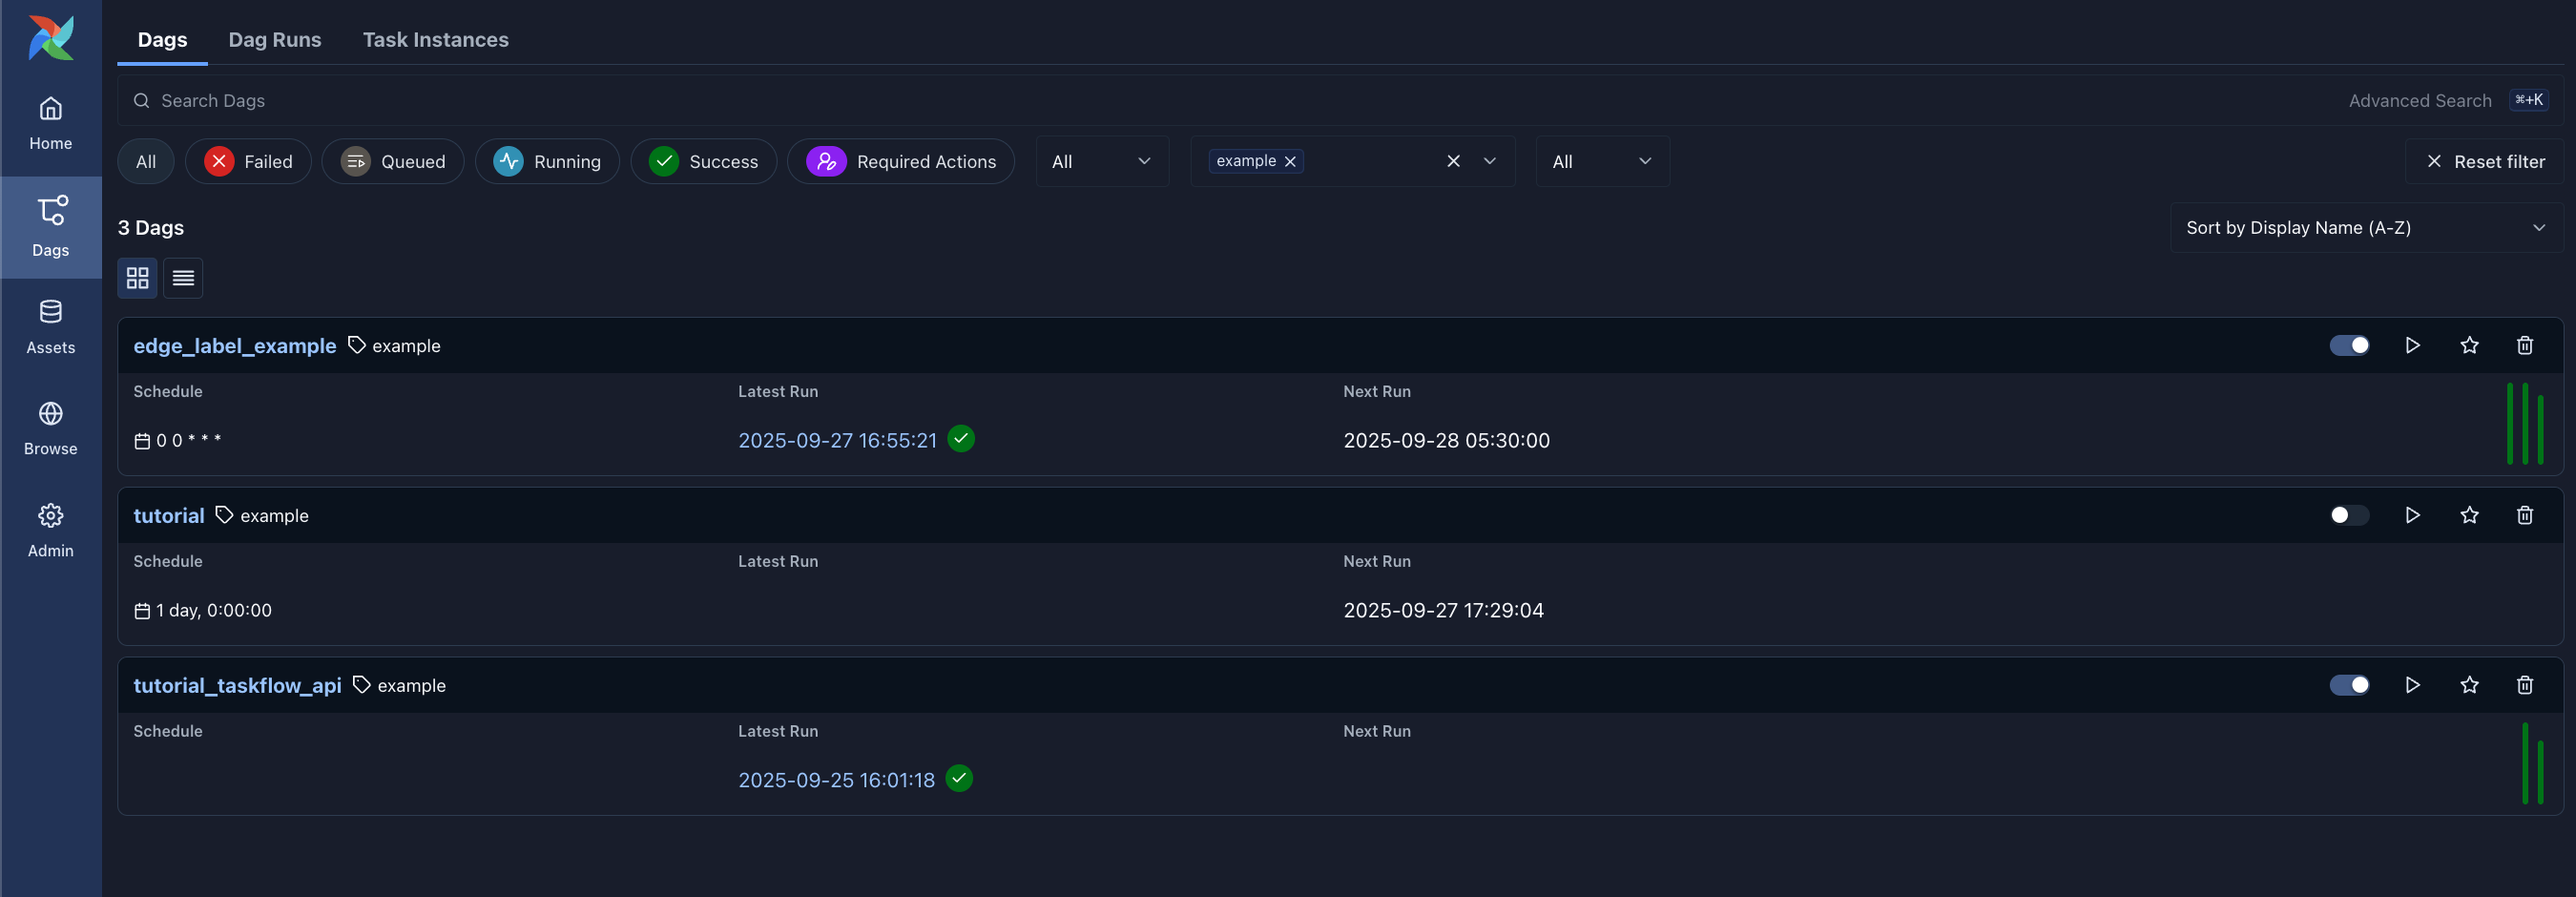 Dags Dag Runs Task Instances
Search Dags Advanced Search ⌘+K
Home
All Failed Queued Running Success Required Actions All example All Reset filter
3 Dags Sort by Display Name (A-Z)
Dags
Assets
Browse
Admin
edge_label_example example
Schedule Latest Run Next Run
0 0 * * * 2025-09-27 16:55:21 2025-09-28 05:30:00
tutorial example
Schedule Latest Run Next Run
1 day, 0:00:00 2025-09-27 17:29:04
tutorial_taskflow_api example
Schedule Latest Run Next Run
2025-09-25 16:01:18